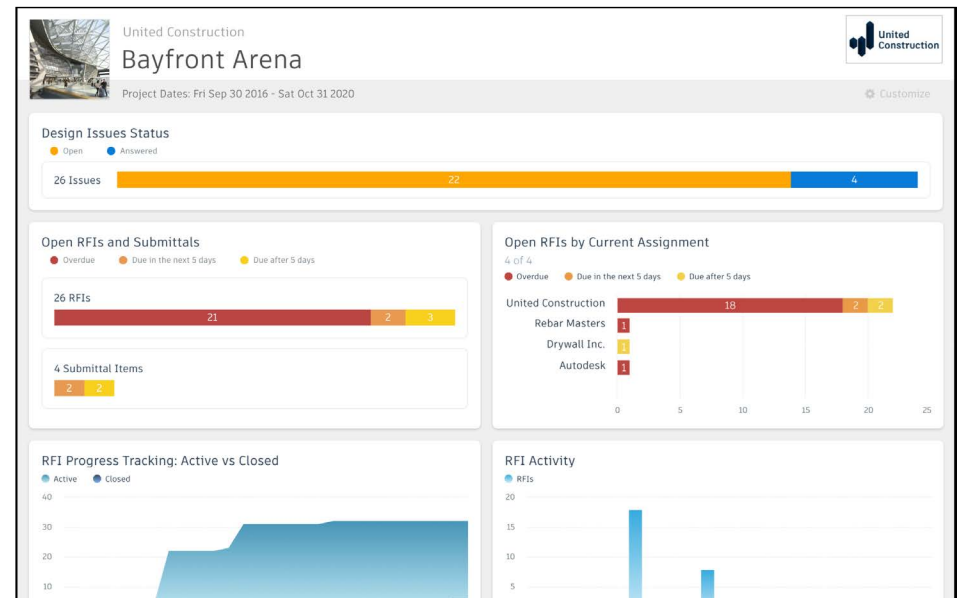 United Construction
Bayfront Arena
United
Construction
Project Dates: Fri Sep 30 2016 - Sat Oct 31 2020
Customize
Design Issues Status
Open Answered
26 Issues 22 4
Open RFIs and Submittals
Overdue Due in the next 5 days Due after 5 days
26 RFIs
21 2 3
4 Submittal Items
2 2
Open RFIs by Current Assignment
4 of 4
Overdue Due in the next 5 days Due after 5 days
United Construction 18 2 2
Rebar Masters 1
Drywall Inc. 1
Autodesk 1
0 5 10 15 20 25
RFI Progress Tracking: Active vs Closed
Active Closed
40
30
20
10
RFI Activity
RFIs
20
15
10
5